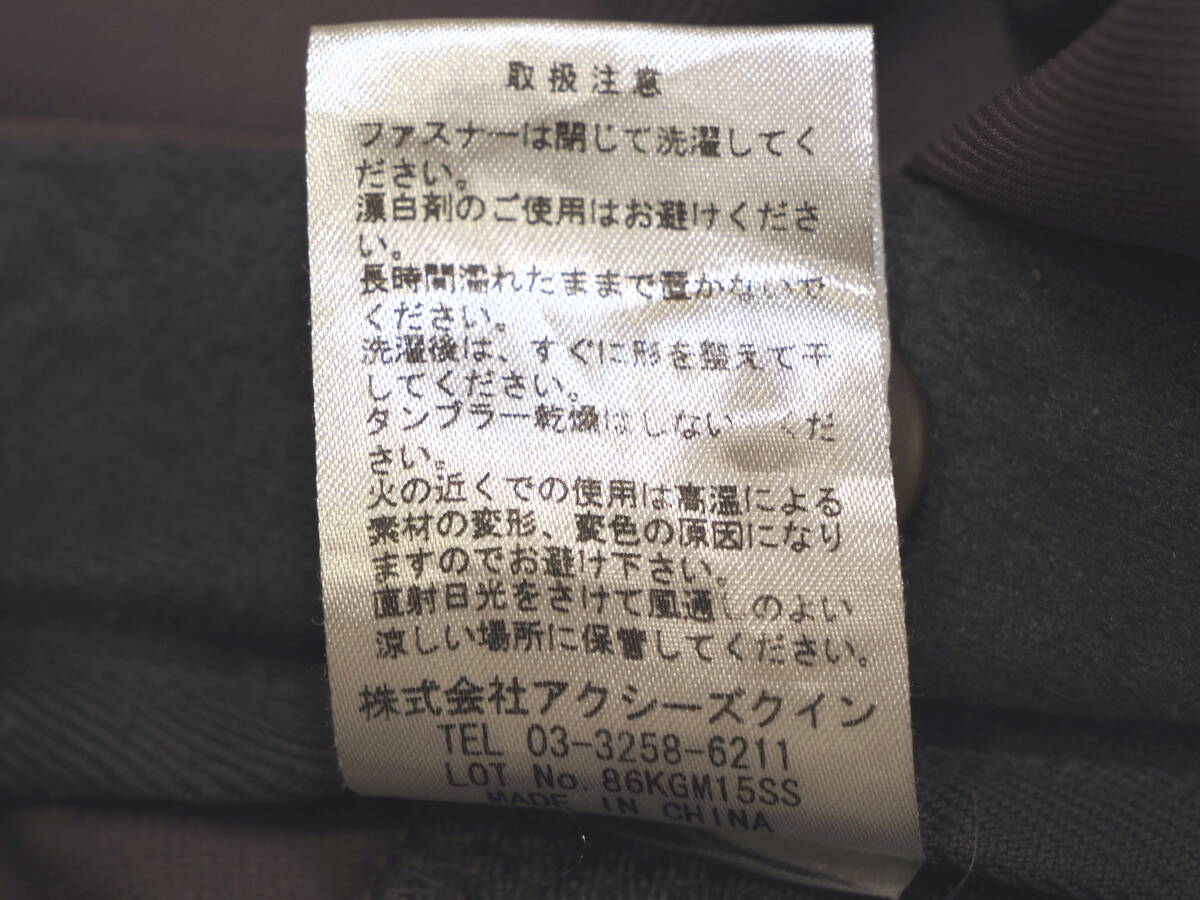 取扱注意
ファスナーは閉じて洗濯してく
ださい。
漂白剤のご使用はお避けくださ
い。
長時間濡れたままで置かないで
ください。
洗濯後は、すぐに形を整えて干
してください。
タンブラー乾燥はしない くだ
さい。
火の近くでの使用は高温による
素材の変形、変色の原因になり
ますのでお避け下さい。
直射日光をさけて風通しのよい
涼しい場所に保管してください。
株式会社アクシーズクイン
TEL 03-3258-6211
LOT No. 86KGM15SS
MADE IN CHINA